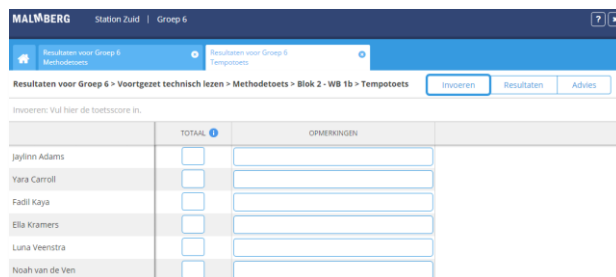 MALMBERG Station Zuid | Groep 6 ?
Resultaten voor Groep 6 Resultaten voor Groep 6
Methodetoets Tempotoets
Resultaten voor Groep 6 > Voortgezet technisch lezen > Methodetoets > Blok 2 - WB 1b > Tempotoets Invoeren Resultaten Advies
Invoeren: Vul hier de toetsscore in.
TOTAAL i OPMERKINGEN
Jaylinn Adams
Yara Carroll
Fadil Kaya
Ella Kramers
Luna Veenstra
Noah van de Ven